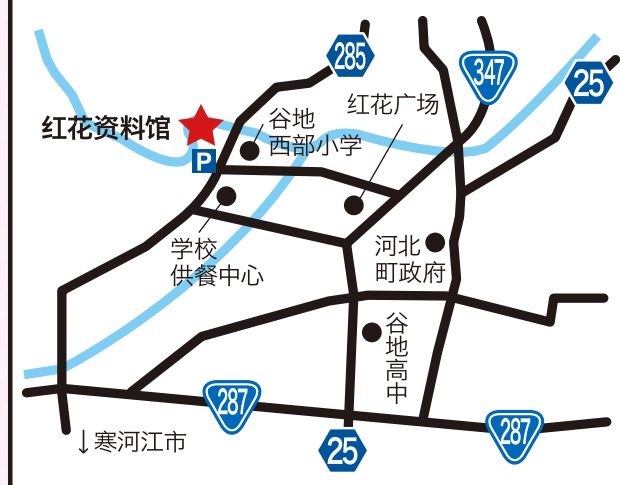 285
347
25
红花广场
谷地
西部小学
红花资料馆
P
学校
供餐中心
河北
町政府
谷
地
高
中
287
287
25
↓寒河江市